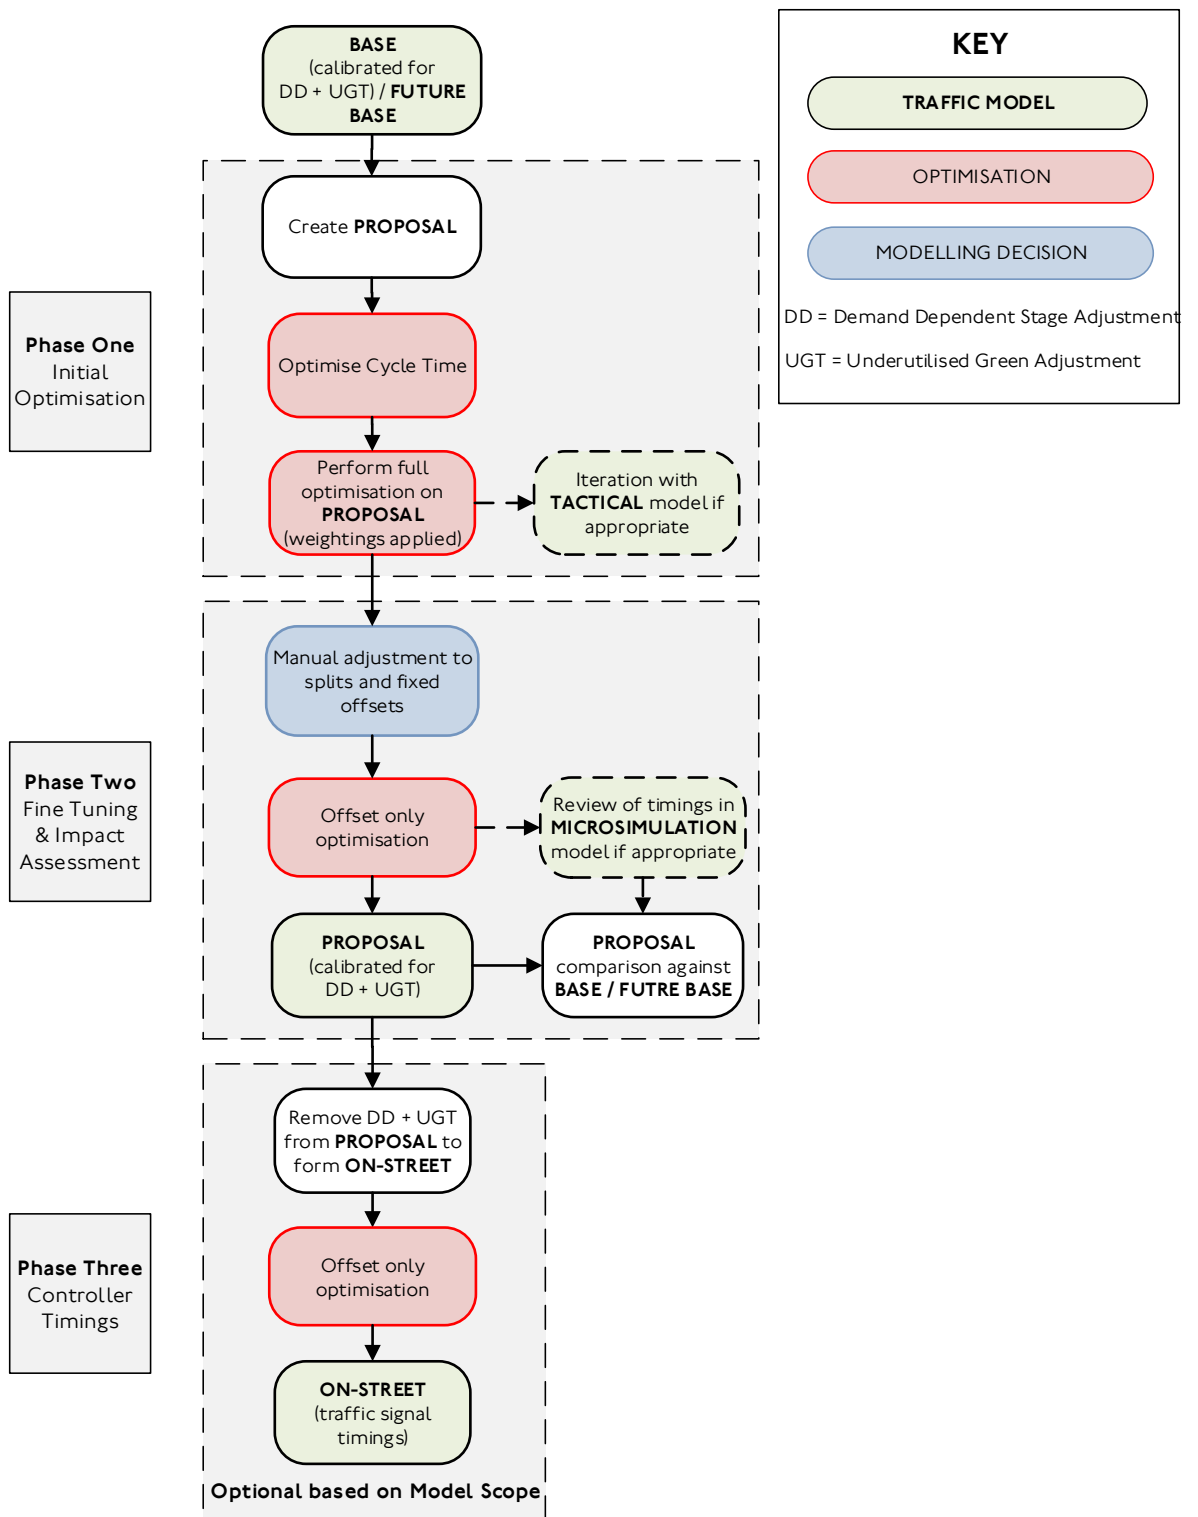 BASE
(calibrated for
DD + UGT) / FUTURE
BASE
KEY
TRAFFIC MODEL
OPTIMISATION
MODELLING DECISION
DD = Demand Dependent Stage Adjustment
UGT = Underutilised Green Adjustment
Phase One
Initial
Optimisation
Create PROPOSAL
Optimise Cycle Time
Perform full
optimisation on
PROPOSAL
(weightings applied)
Iteration with
TACTICAL model if
appropriate
Phase Two
Fine Tuning
& Impact
Assessment
Manual adjustment to
splits and fixed
offsets
Offset only
optimisation
Review of timings in
MICROSIMULATION
model if appropriate
PROPOSAL
(calibrated for
DD + UGT)
PROPOSAL
comparison against
BASE / FUTRE BASE
Phase Three
Controller
Timings
Remove DD + UGT
from PROPOSAL to
form ON-STREET
Offset only
optimisation
ON-STREET
(traffic signal
timings)
Optional based on Model Scope